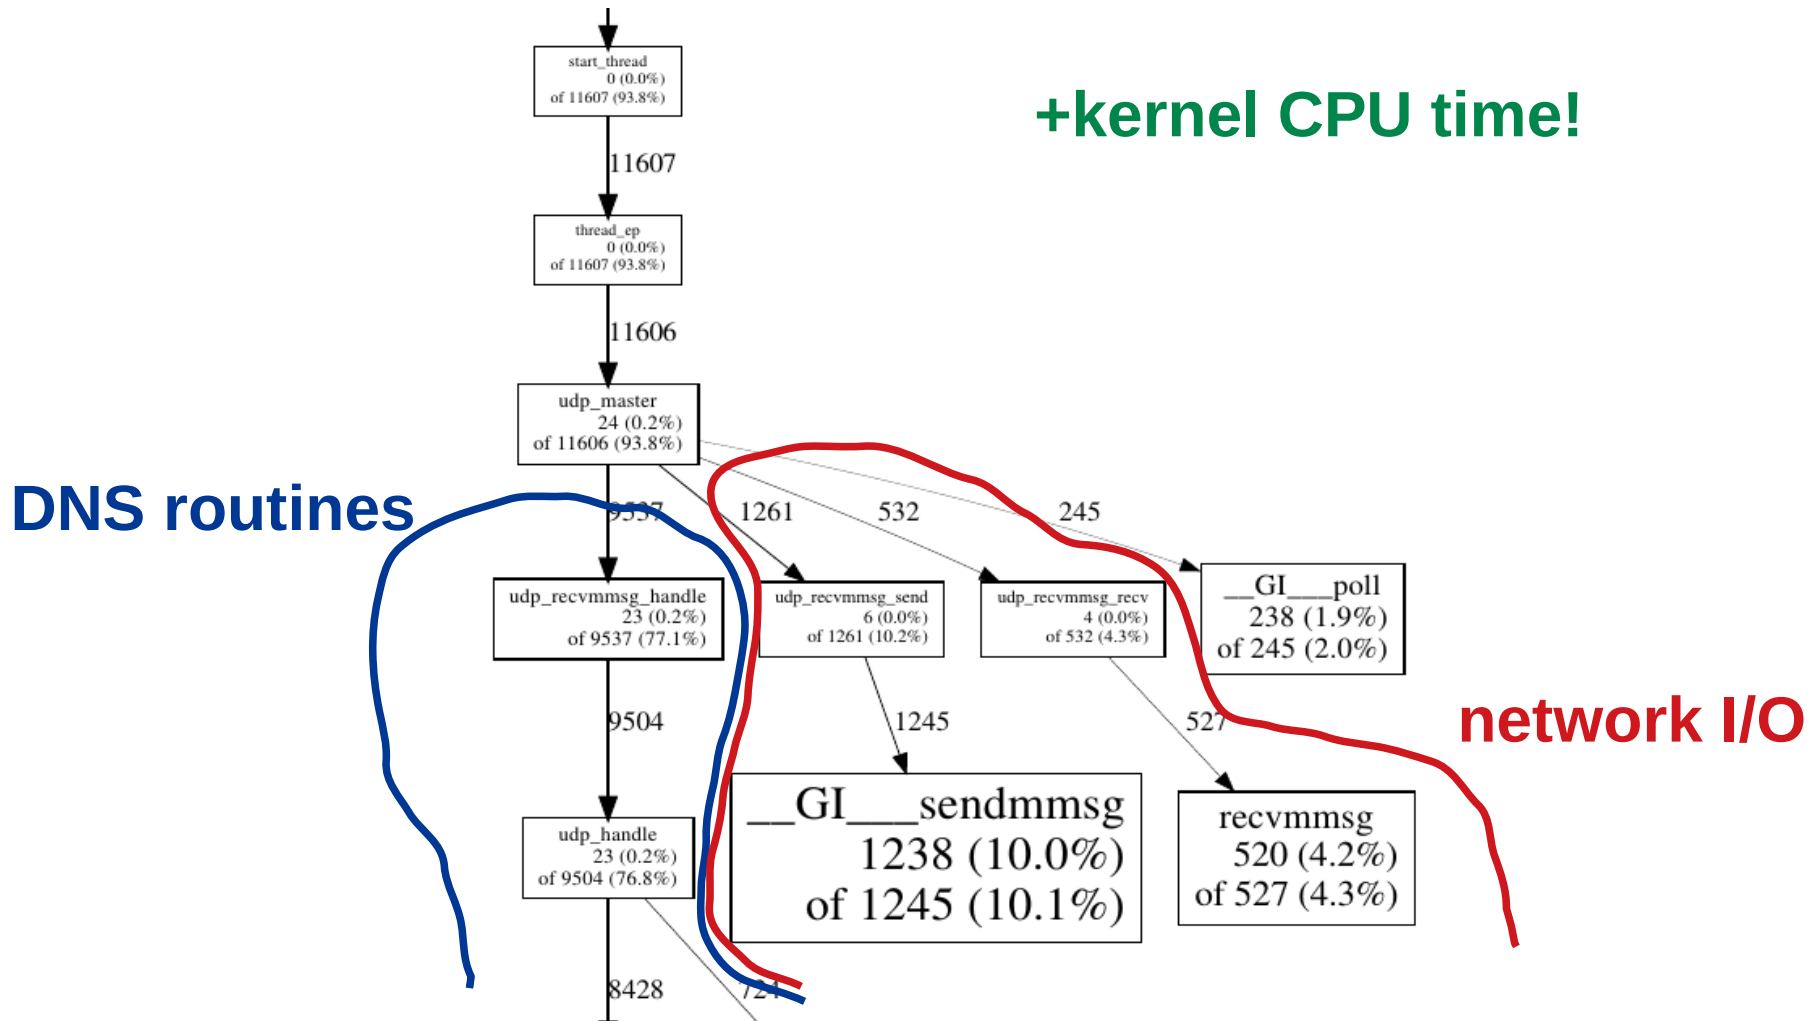 start_thread
0 (0.0%)
of 11607 (93.8%)
+kernel CPU time!
11607
thread_ep
0 (0.0%)
of 11607 (93.8%)
11606
udp_master
24 (0.2%)
of 11606 (93.8%)
DNS routines
9537
1261
532
245
udp_recvmmsg_handle
23 (0.2%)
of 9537 (77.1%)
udp_recvmmsg_send
6 (0.0%)
of 1261 (10.2%)
udp_recvmmsg_recv
4 (0.0%)
of 532 (4.3%)
__GI___poll
238 (1.9%)
of 245 (2.0%)
9504
1245
527
network I/O
udp_handle
23 (0.2%)
of 9504 (76.8%)
__GI___sendmmsg
1238 (10.0%)
of 1245 (10.1%)
recvmmsg
520 (4.2%)
of 527 (4.3%)
8428
724